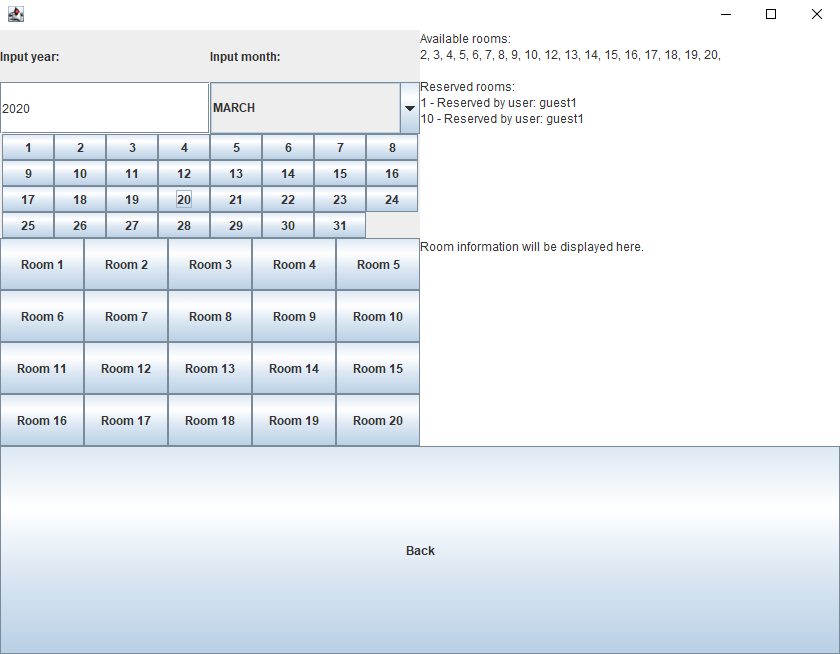 Input year:
Input month:
2020
MARCH
1 2 3 4 5 6 7 8
9 10 11 12 13 14 15 16
17 18 19 20 21 22 23 24
25 26 27 28 29 30 31
Available rooms:
2, 3, 4, 5, 6, 7, 8, 9, 10, 12, 13, 14, 15, 16, 17, 18, 19, 20,
Reserved rooms:
1 - Reserved by user: guest1
10 - Reserved by user: guest1
Room 1 Room 2 Room 3 Room 4 Room 5
Room 6 Room 7 Room 8 Room 9 Room 10
Room 11 Room 12 Room 13 Room 14 Room 15
Room 16 Room 17 Room 18 Room 19 Room 20
Room information will be displayed here.
Back